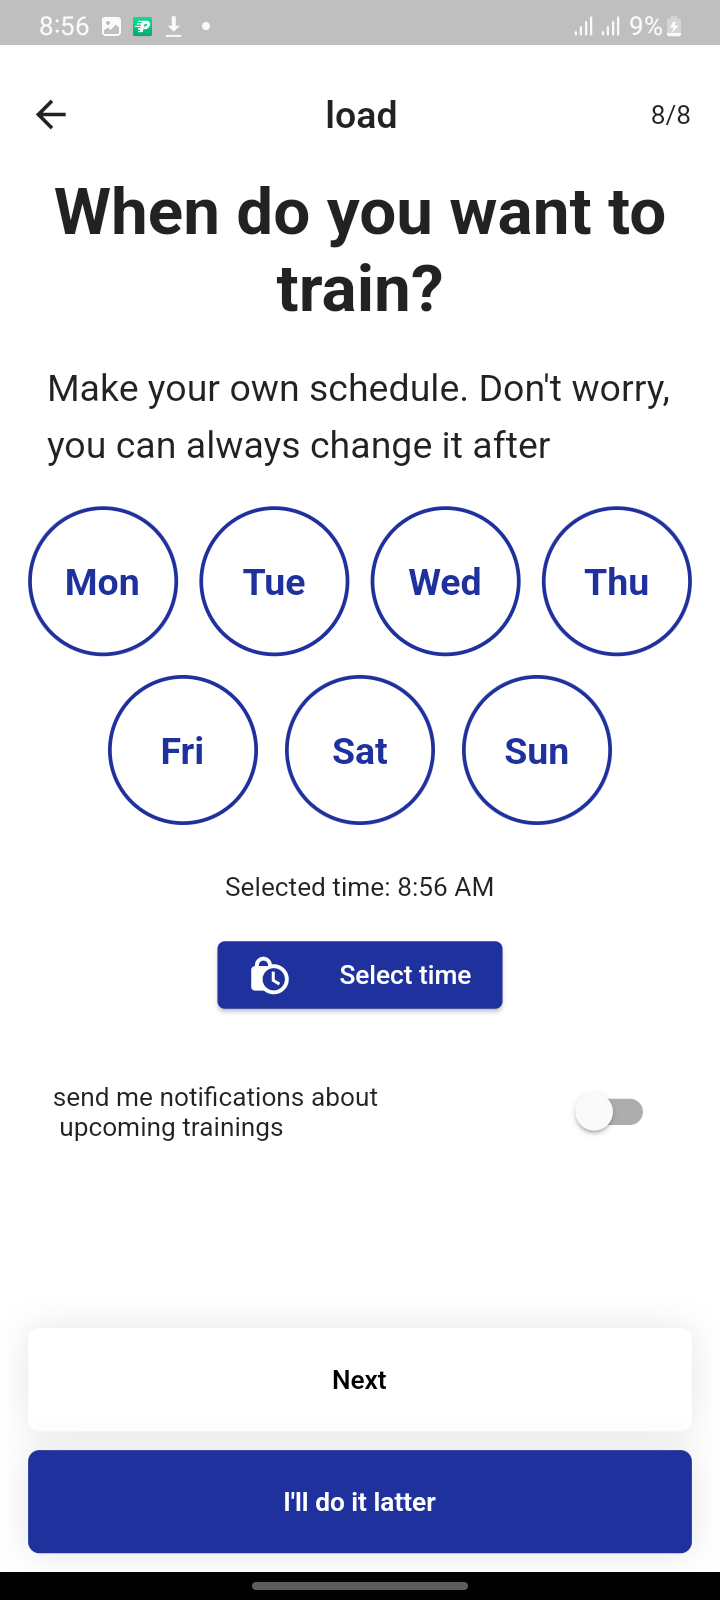 8:56 9%
load 8/8
When do you want to
train?
Make your own schedule. Don't worry,
you can always change it after
Mon Tue Wed Thu
Fri Sat Sun
Selected time: 8:56 AM
Select time
send me notifications about
upcoming trainings
Next
I'll do it latter